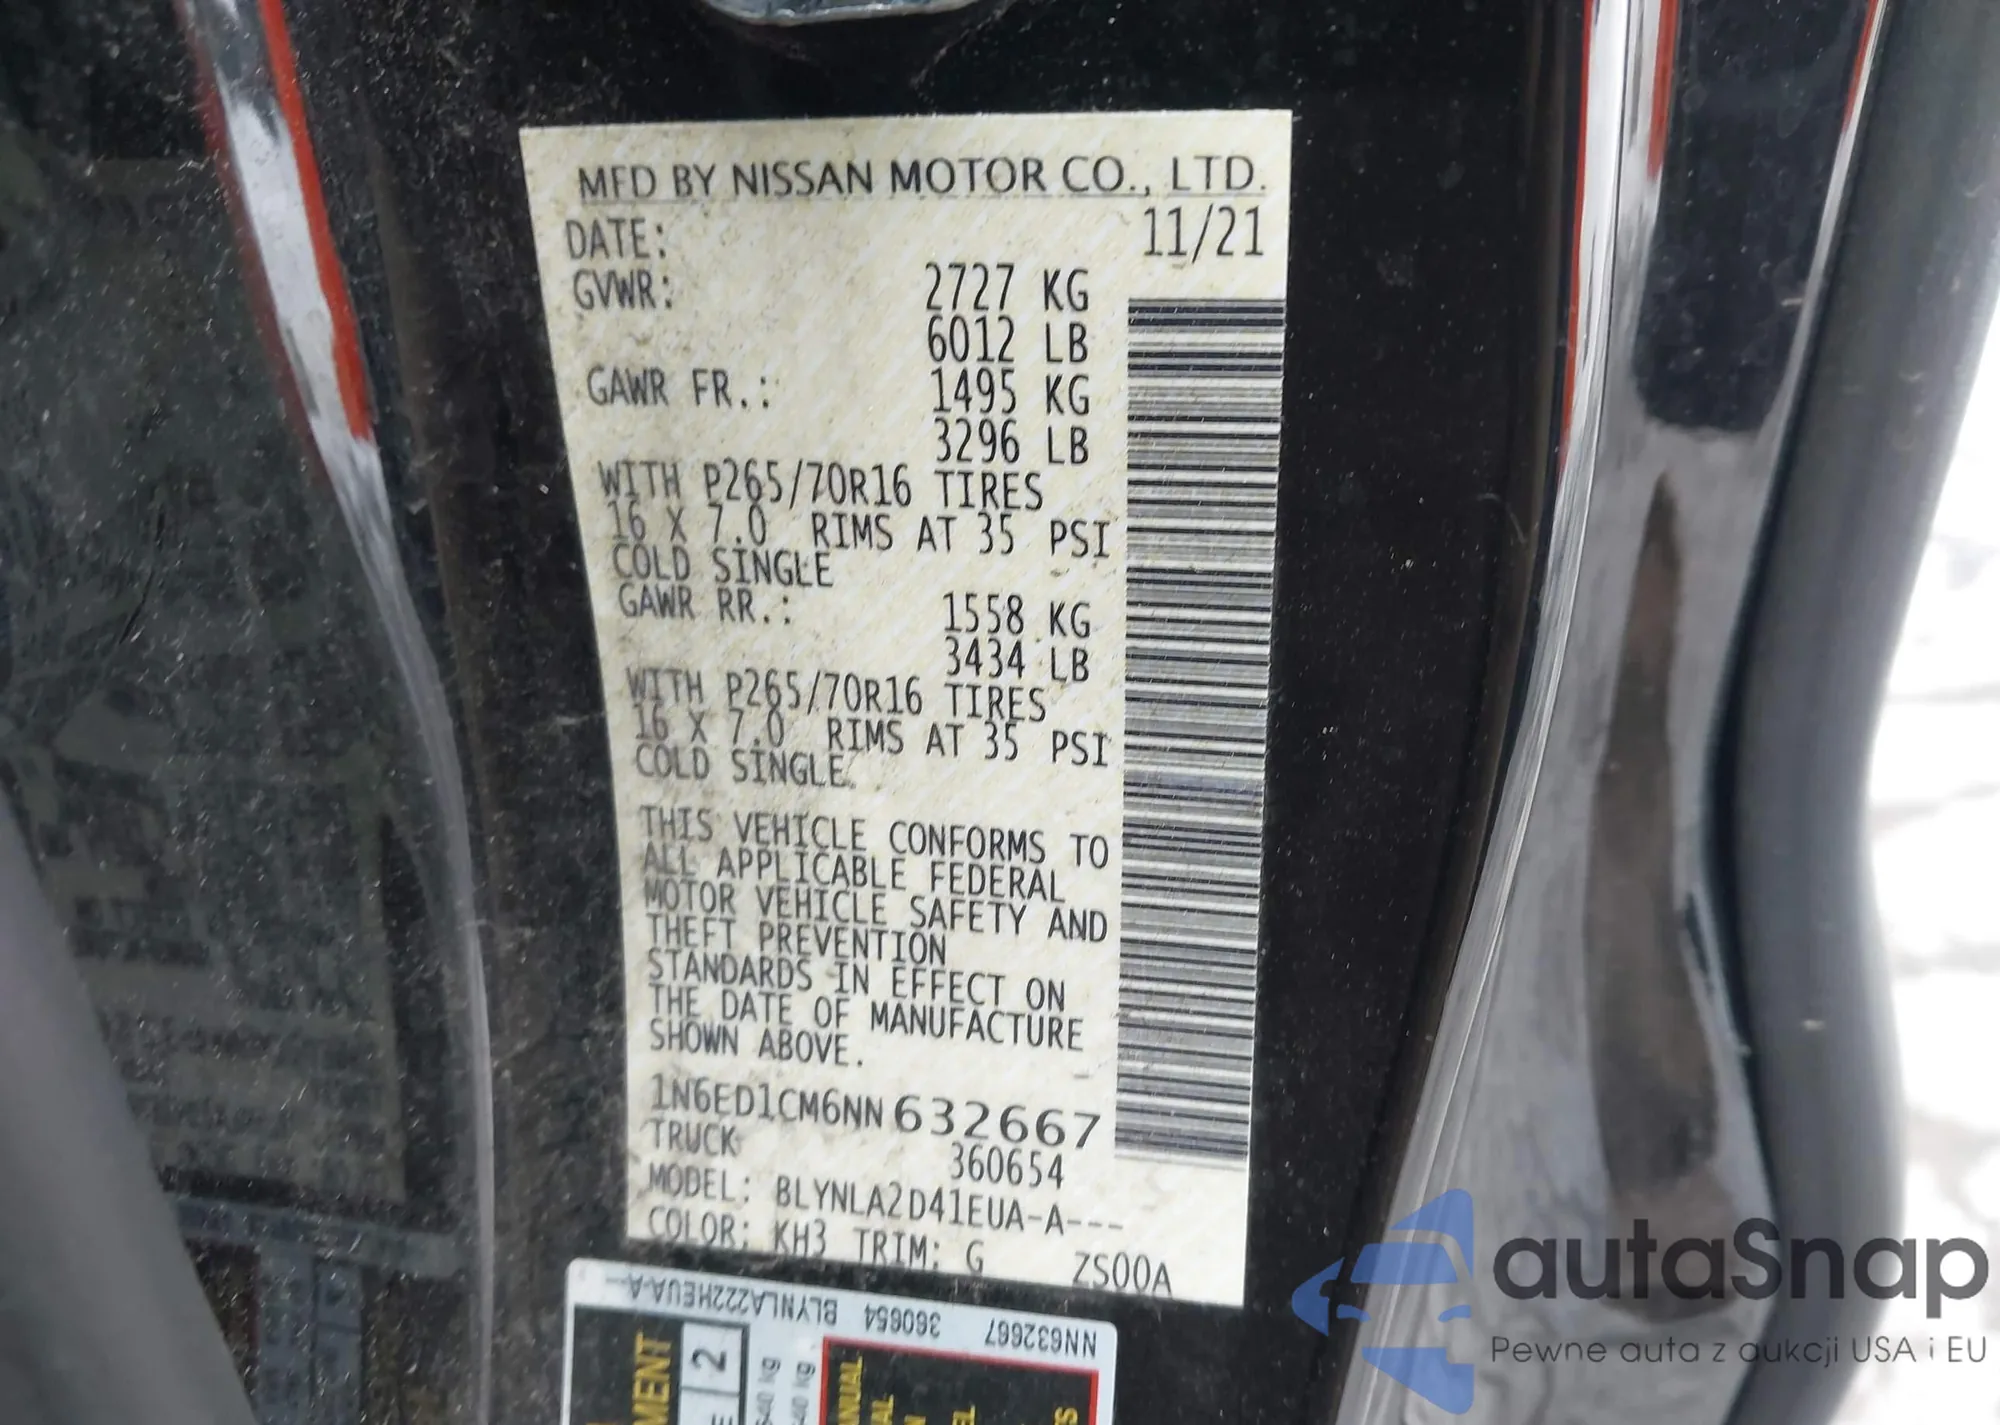 MFD BY NISSAN MOTOR CO., LTD.
DATE: 11/21
GVWR: 2727 KG
6012 LB
GAWR FR.: 1495 KG
3296 LB
WITH P265/70R16 TIRES
16 X 7.0 RIMS AT 35 PSI
COLD SINGLE
GAWR RR.: 1558 KG
3434 LB
WITH P265/70R16 TIRES
16 X 7.0 RIMS AT 35 PSI
COLD SINGLE
THIS VEHICLE CONFORMS TO
ALL APPLICABLE FEDERAL
MOTOR VEHICLE SAFETY AND
THEFT PREVENTION
STANDARDS IN EFFECT ON
THE DATE OF MANUFACTURE
SHOWN ABOVE.
1N6ED1CM6NN632667
TRUCK 360654
MODEL: BLYNLA2D41EUA-A---
COLOR: KH3 TRIM: G ZS00A
NN632667 360654 BLYNLA222HEUA-A--
2
autaSnap
Pewne auta z aukcji USA i EU